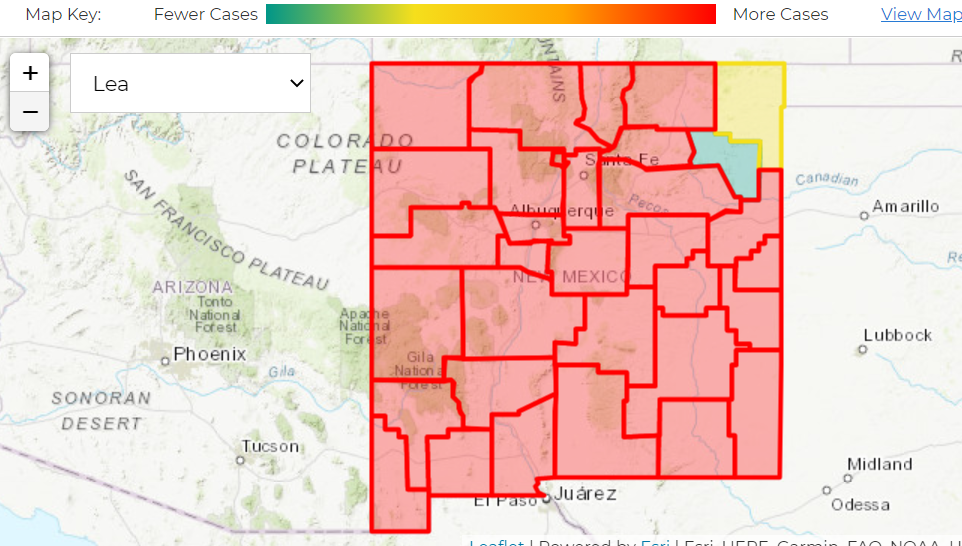 Map Key:
Fewer Cases
More Cases
View Map
+
Lea
−
COLORADO
PLATEAU
Santa Fe
SAN FRANCISCO PLATEAU
Canadian
Pecos
Amarillo
Albuquerque
ARIZONA
NEW MEXICO
Tonto
National
Forest
Apache
National
Forest
Lubbock
Phoenix
Gila
Gila
National
Forest
SONORAN
DESERT
Tucson
Midland
El Paso
Juárez
Odessa
Leaflet | Powered by Esri | Esri, HERE, Garmin, FAO, NOAA, U